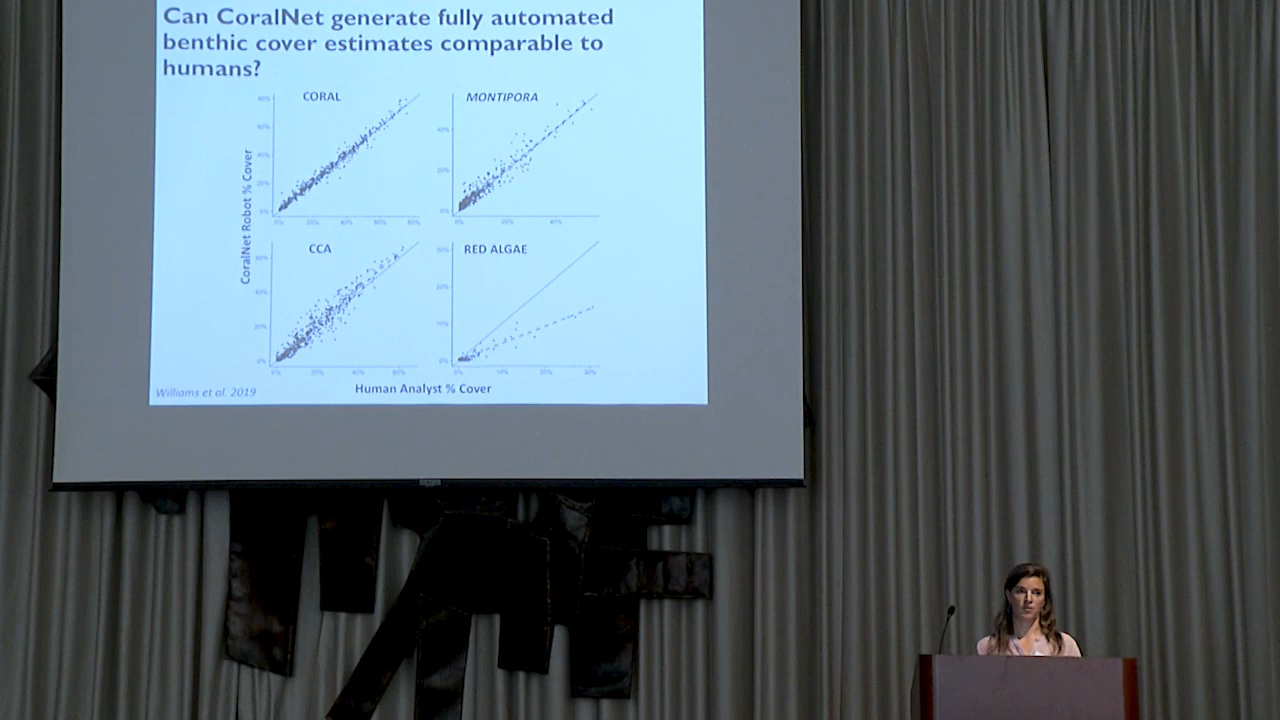 Can CoralNet generate fully automated
benthic cover estimates comparable to
humans?
CORAL
MONTIPORA
CoralNet Robot % Cover
CCA
RED ALGAE
Human Analyst % Cover
Williams et al. 2019